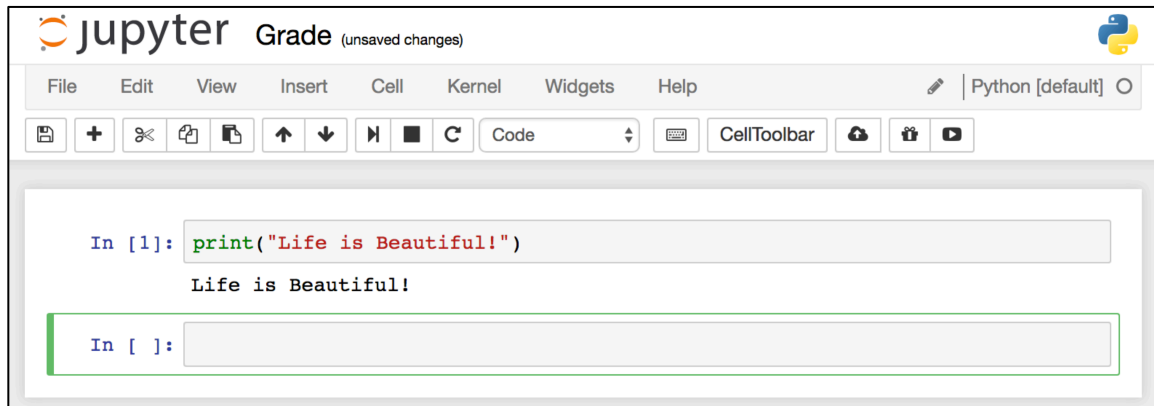 jupyter Grade (unsaved changes)
File Edit View Insert Cell Kernel Widgets Help Python [default]
Code CellToolbar
In [1]: print("Life is Beautiful!")
Life is Beautiful!
In [ ]: